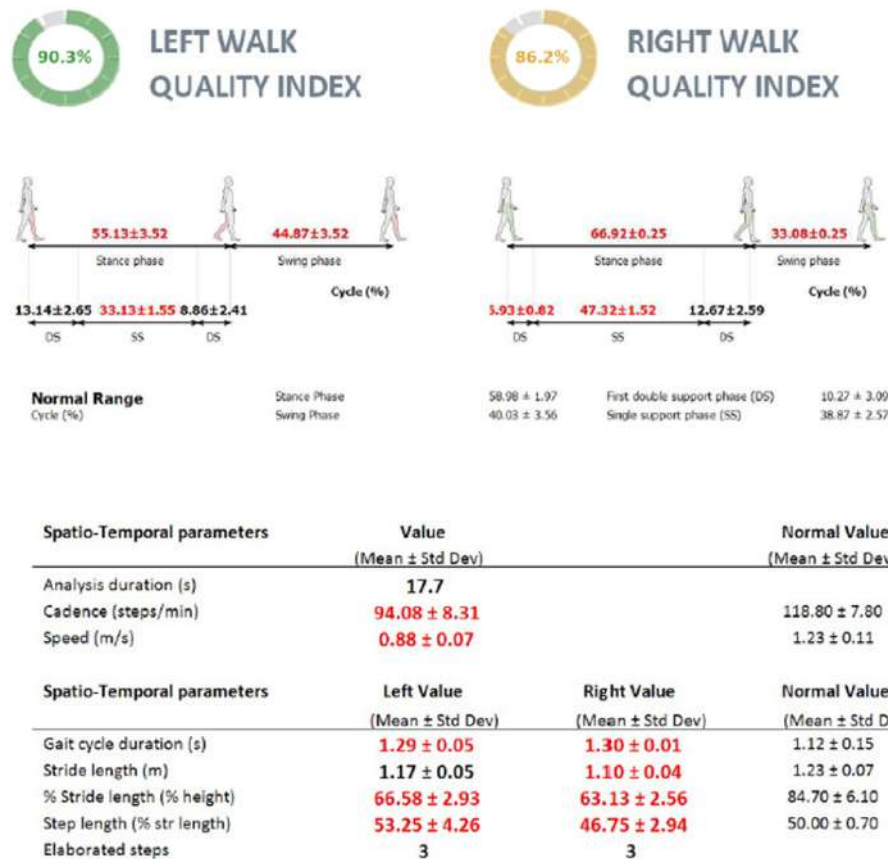 90.3%
LEFT WALK
QUALITY INDEX
86.2%
RIGHT WALK
QUALITY INDEX
55.13±3.52
44.87±3.52
Stance phase
Swing phase
Cycle (%)
13.14±2.65 33.13±1.55 8.86±2.41
DS SS DS
66.92±0.25
33.08±0.25
Stance phase
Swing phase
Cycle (%)
.93±0.82 47.32±1.52 12.67±2.59
DS SS DS
Normal Range Stance Phase 58.98 ± 1.97 First double support phase (DS) 10.27 ± 3.09
Cycle (%) Swing Phase 40.03 ± 3.56 Single support phase (SS) 38.87 ± 2.57
Spatio-Temporal parameters Value Normal Value
(Mean ± Std Dev) (Mean ± Std Dev
Analysis duration (s) 17.7
Cadence (steps/min) 94.08 ± 8.31 118.80 ± 7.80
Speed (m/s) 0.88 ± 0.07 1.23 ± 0.11
Spatio-Temporal parameters Left Value Right Value Normal Value
(Mean ± Std Dev) (Mean ± Std Dev) (Mean ± Std D
Gait cycle duration (s) 1.29 ± 0.05 1.30 ± 0.01 1.12 ± 0.15
Stride length (m) 1.17 ± 0.05 1.10 ± 0.04 1.23 ± 0.07
% Stride length (% height) 66.58 ± 2.93 63.13 ± 2.56 84.70 ± 6.10
Step length (% str length) 53.25 ± 4.26 46.75 ± 2.94 50.00 ± 0.70
Elaborated steps 3 3